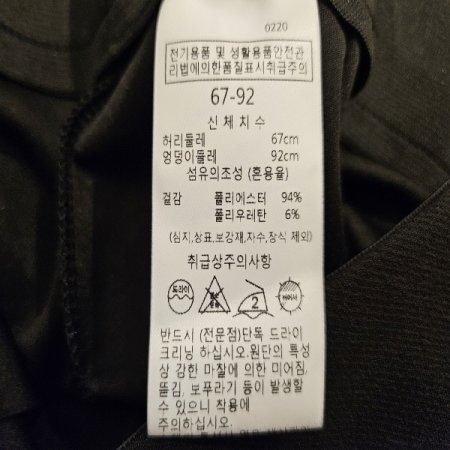 0220
전기용품 및 생활용품안전관
리법에의한품질표시취급주의
67-92
신체치수
허리둘레 67cm
엉덩이둘레 92cm
섬유의조성 (혼용율)
겉감 폴리에스터 94%
폴리우레탄 6%
(심지,상표,보강재,자수,장식 제외)
취급상주의사항
드라이
2
반드시 (전문점)단독 드라이
크리닝 하십시오.원단의 특성
상 강한 마찰에 의한 미어짐,
뜯김, 보푸라기 등이 발생할
수 있으니 착용에
주의하십시오.